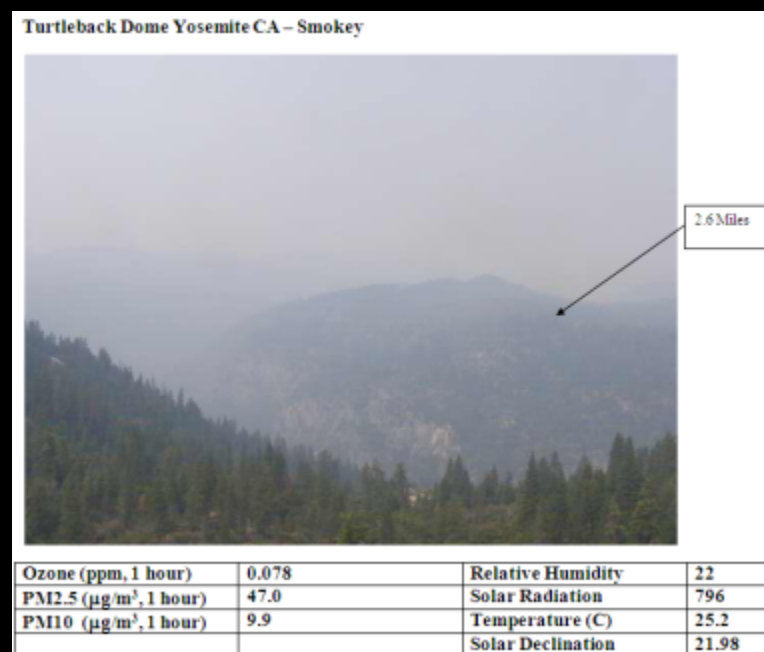 Turtleback Dome Yosemite CA – Smokey
2.6 Miles
Ozone (ppm, 1 hour) 0.078 Relative Humidity 22
PM2.5 (µg/m³, 1 hour) 47.0 Solar Radiation 796
PM10 (µg/m³, 1 hour) 9.9 Temperature (C) 25.2
Solar Declination 21.98